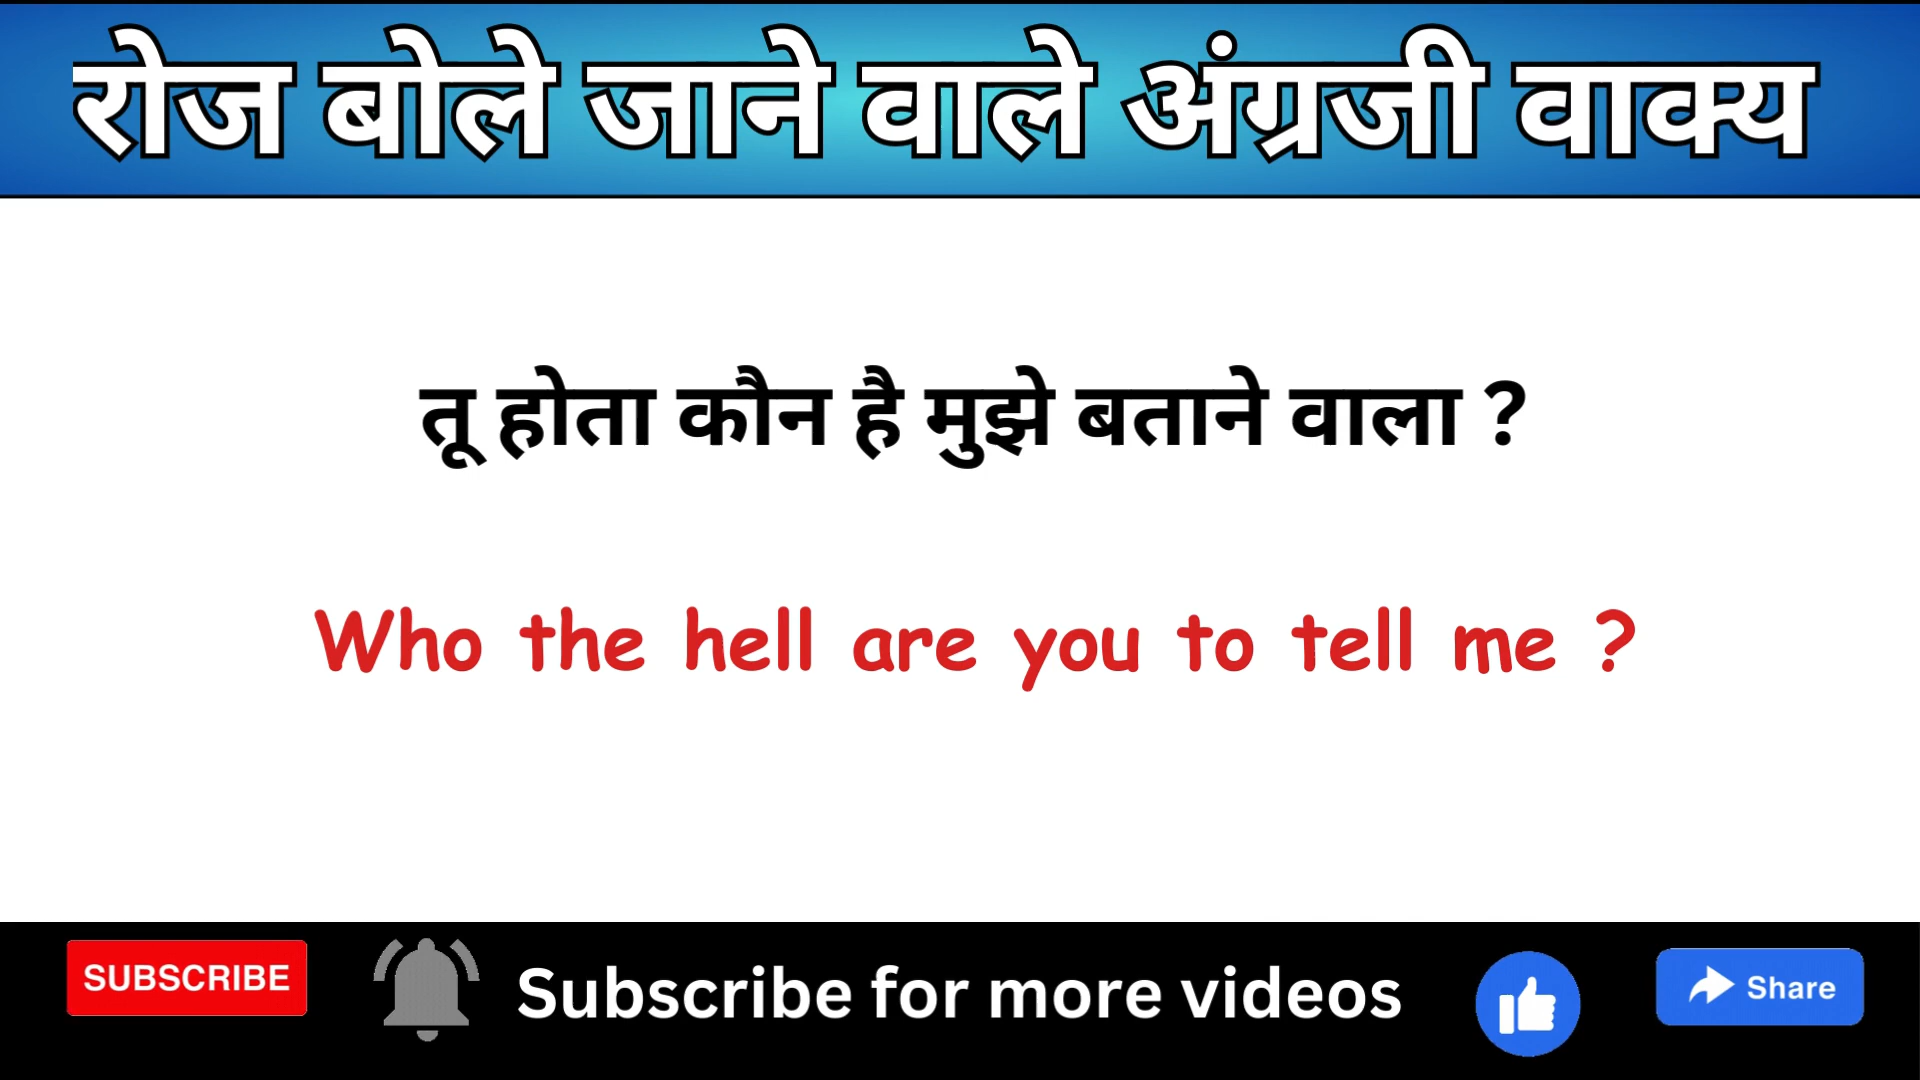 रोज बोले जाने वाले अंग्रजी वाक्य
तू होता कौन है मुझे बताने वाला ?
Who the hell are you to tell me ?
SUBSCRIBE
Subscribe for more videos
Share